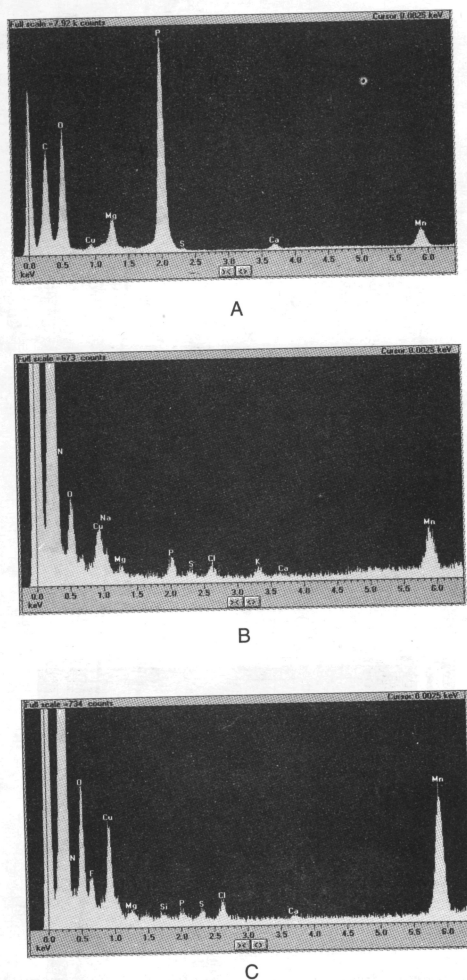 Full scale =7.92 k counts Cursor: 0.0025 keV
P
O
C
Cu Mg S Ca Mn
0.0 0.5 1.0 1.5 2.0 2.5 3.0 3.5 4.0 4.5 5.0 5.5 6.0
keV >< <>
A
Full scale =673 counts Cursor: 0.0025 keV
N
O
Na
Cu Mg P S Cl K Ca Mn
0.0 0.5 1.0 1.5 2.0 2.5 3.0 3.5 4.0 4.5 5.0 5.5 6.0
keV >< <>
B
Full scale =734 counts Cursor: 0.0025 keV
O Mn
Cu
N F
Mg Si P S Cl Ca
0.0 0.5 1.0 1.5 2.0 2.5 3.0 3.5 4.0 4.5 5.0 5.5 6.0
keV >< <>
C